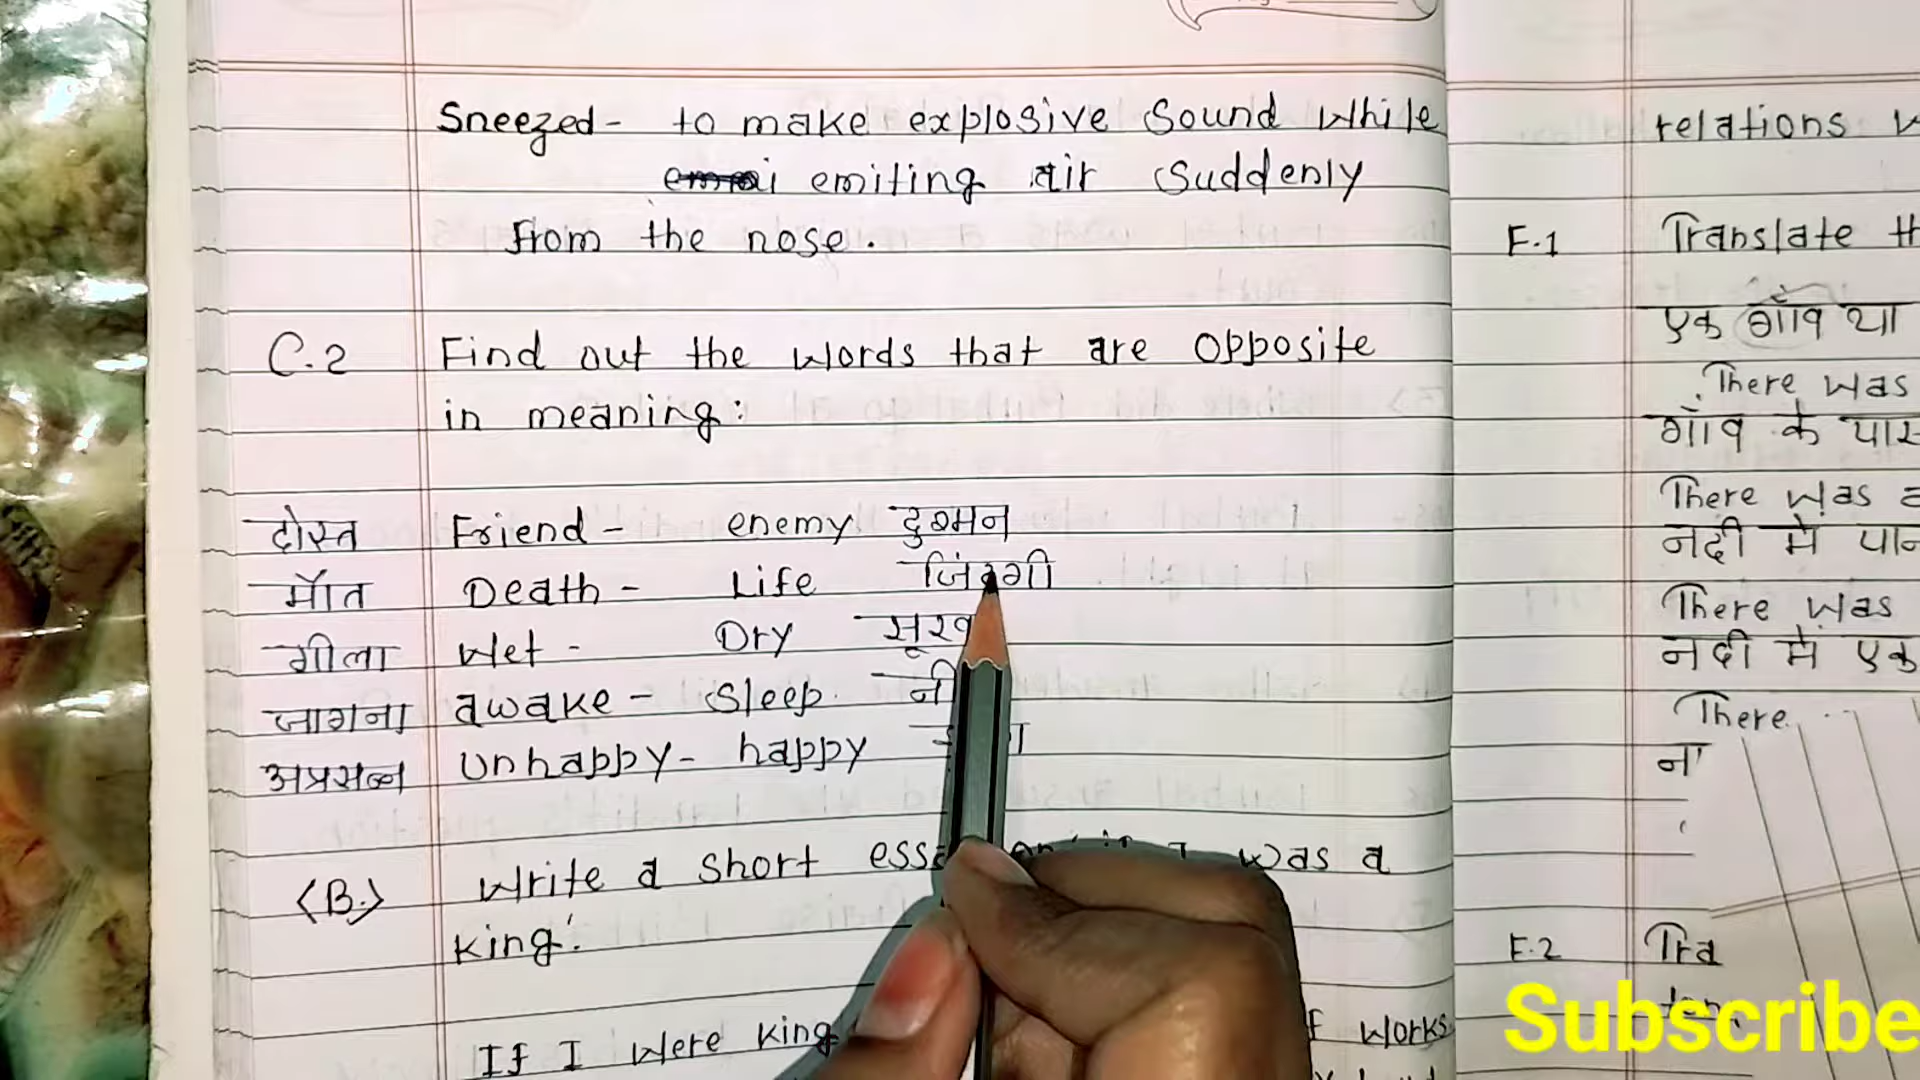 Sneezed - to make explosive sound while
emiting air suddenly
from the nose.
C.2 Find out the words that are opposite
in meaning:
दोस्त Friend - enemy दुश्मन
मौत Death - Life जिंदगी
गीला Wet - Dry
जागना awake - sleep
अप्रसन्न unhappy - happy
<B.> Write a short was a
king'.
If I were king works
relations
F.1 Translate
एक गाँव था
There was
गाँव के पास
There was a
नदी में पान
There was
नदी में एक
There
F.2 Tra
Subscribe